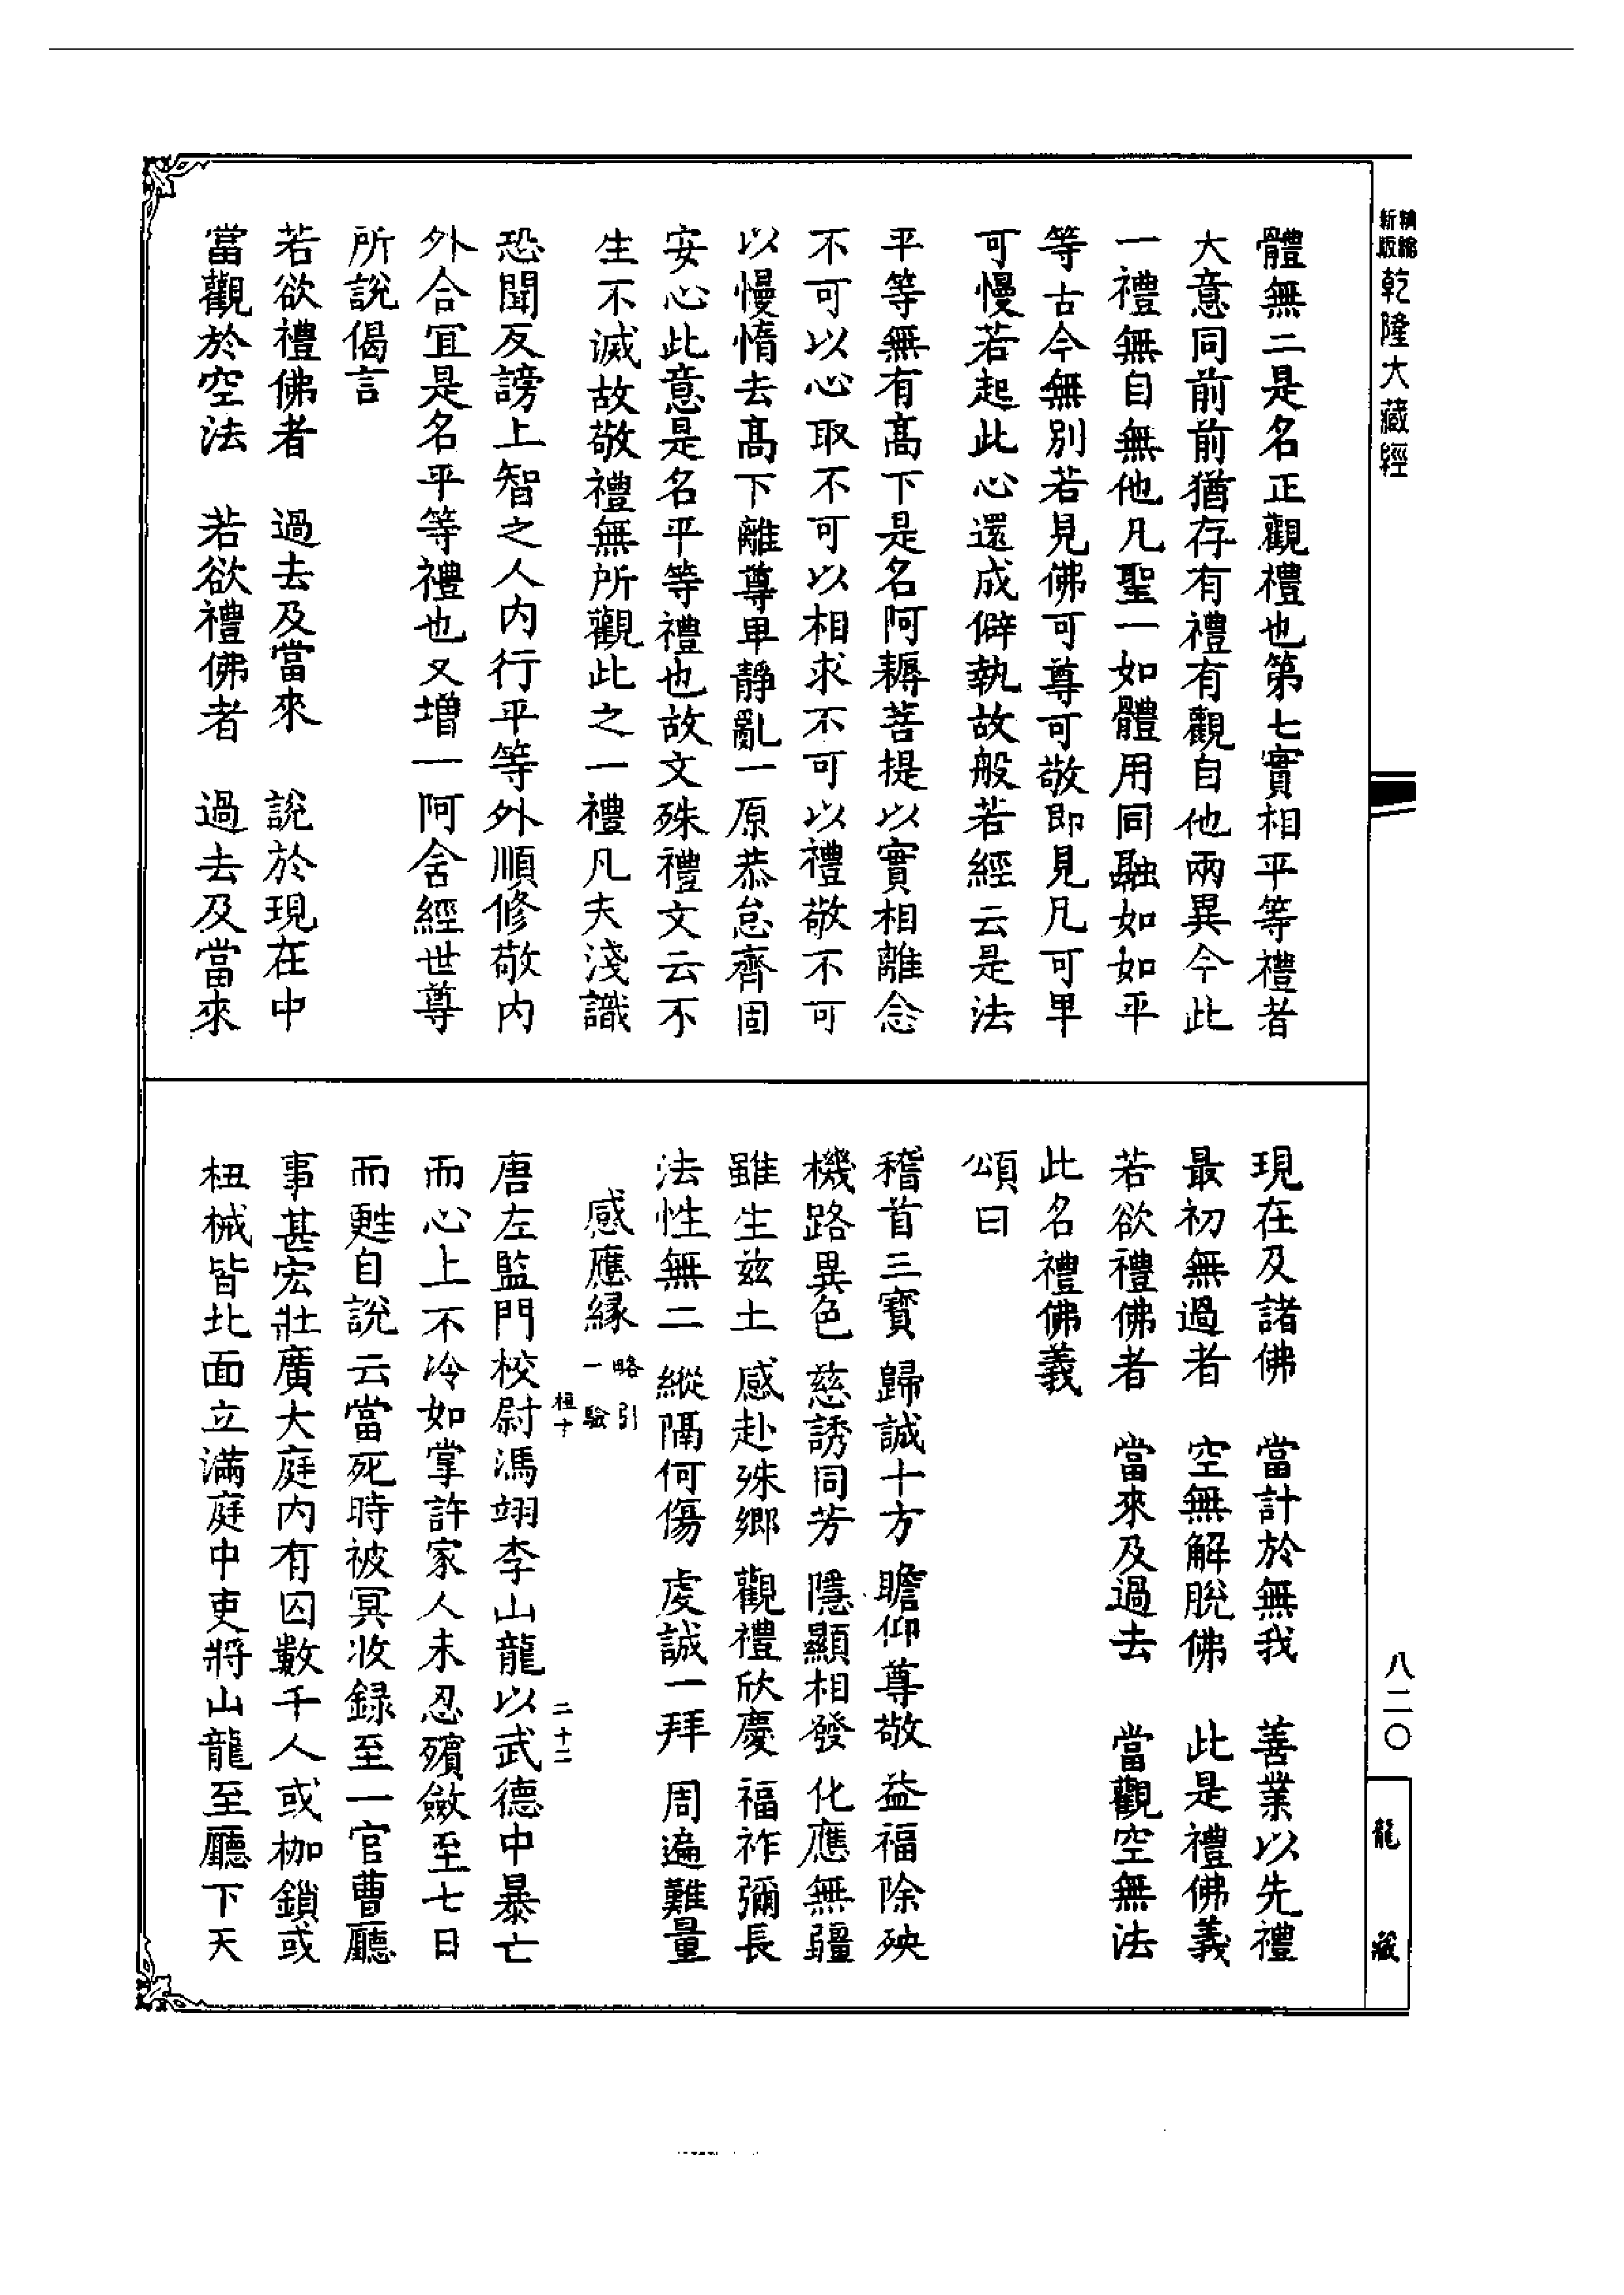 精縮
新版
乾隆大藏經
體無二是名正觀禮也第七實相平等禮者
大意同前前猶存有禮有觀自他兩異今此
一禮無自無他凡聖一如體用同融如如平
等古今無別若見佛可尊可敬即見凡可卑
可慢若起此心還成僻執故般若經云是法
平等無有髙下是名阿耨菩提以實相離念
不可以心取不可以相求不可以禮敬不可
以慢惰去髙下離尊卑靜亂一原恭怠齊固
安心此意是名平等禮也故文殊禮文云不
生不滅故敬禮無所觀此之一禮凡夫淺識
恐聞反謗上智之人內行平等外順修敬內
外合宜是名平等禮也又增一阿含經世尊
所說偈言
若欲禮佛者 過去及當來 說於現在中
當觀於空法 若欲禮佛者 過去及當來
現在及諸佛 當計於無我 善業以先禮
最初無過者 空無解脫佛 此是禮佛義
若欲禮佛者 當來及過去 當觀空無法
此名禮佛義
頌曰
稽首三寶 歸誠十方 瞻仰尊敬 益福除殃
機路異色 慈誘同芳 隱顯相發 化應無疆
雖生兹土 感赴殊鄉 觀禮欣慶 福祚彌長
法性無二 縱隔何傷 虔誠一拜 周遍難量
感應緣 略引一驗
桓十 二十二
唐左監門校尉馮翊李山龍以武德中暴亡
而心上不冷如掌許家人未忍殯斂至七日
而甦自說云當死時被冥收録至一官曹廳
事甚宏壯廣大庭内有囚數千人或枷鎖或
杻械皆北面立滿庭中吏將山龍至廳下天
八二〇
龍藏